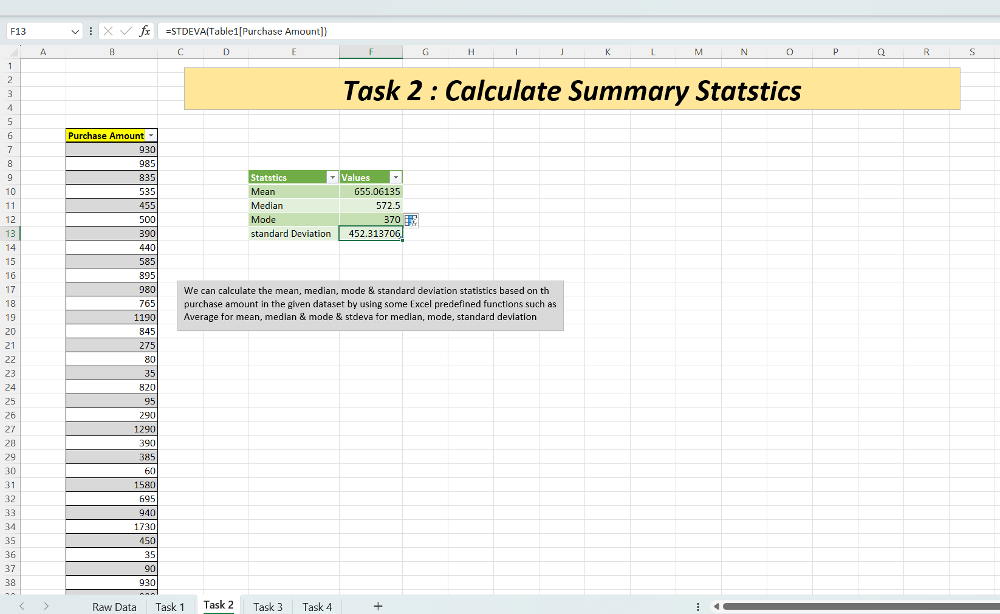 F13
fx
=STDEVA(Table1[Purchase Amount])
A B C D E F G H I J K L M N O P Q R S
1
2
3
4
Task 2 : Calculate Summary Statstics
5
6 Purchase Amount
7 930
8 985
9 835 Statstics Values
10 535 Mean 655.06135
11 455 Median 572.5
12 500 Mode 370
13 390 standard Deviation 452.313706
14 440
15 585
16 895
17 980
18 765
19 1190
We can calculate the mean, median, mode & standard deviation statistics based on th
purchase amount in the given dataset by using some Excel predefined functions such as
Average for mean, median & mode & stdeva for median, mode, standard deviation
20 845
21 275
22 80
23 35
24 820
25 95
26 290
27 1290
28 390
29 385
30 60
31 1580
32 695
33 940
34 1730
35 450
36 35
37 90
38 930
Raw Data Task 1 Task 2 Task 3 Task 4 +